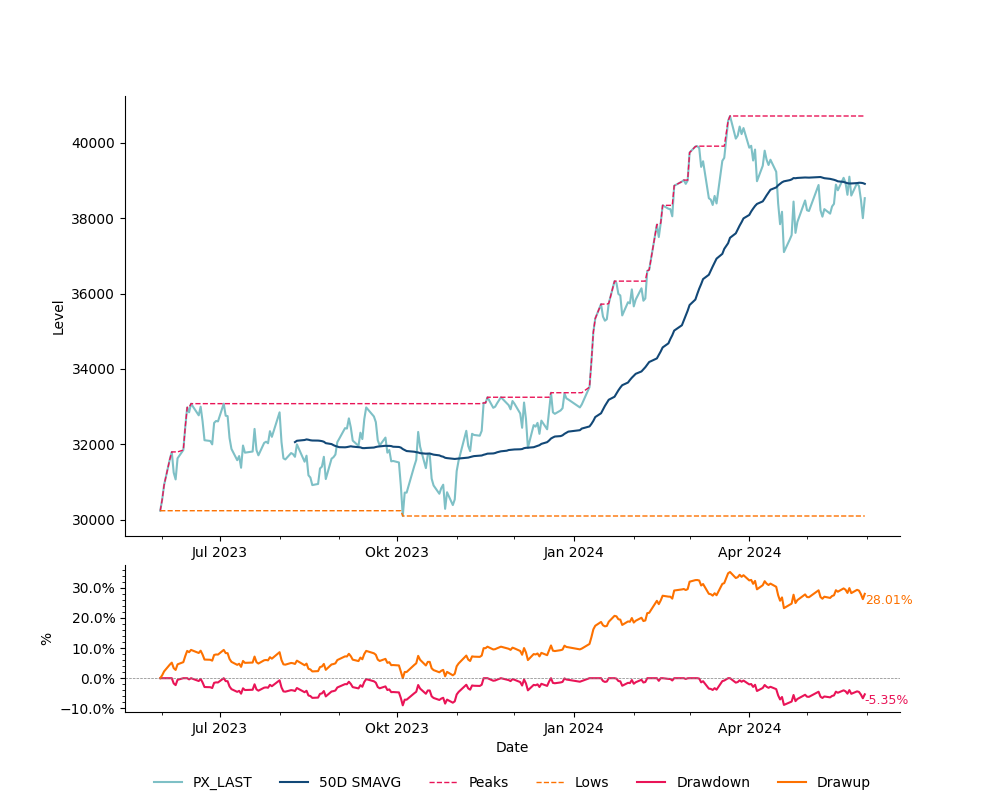 40000
38000
36000
34000
32000
30000
Level
Jul 2023 Okt 2023 Jan 2024 Apr 2024
30.0%
20.0%
10.0%
0.0%
−10.0%
%
28.01%
-5.35%
Jul 2023 Okt 2023 Jan 2024 Apr 2024
Date
PX_LAST 50D SMAVG Peaks Lows Drawdown Drawup